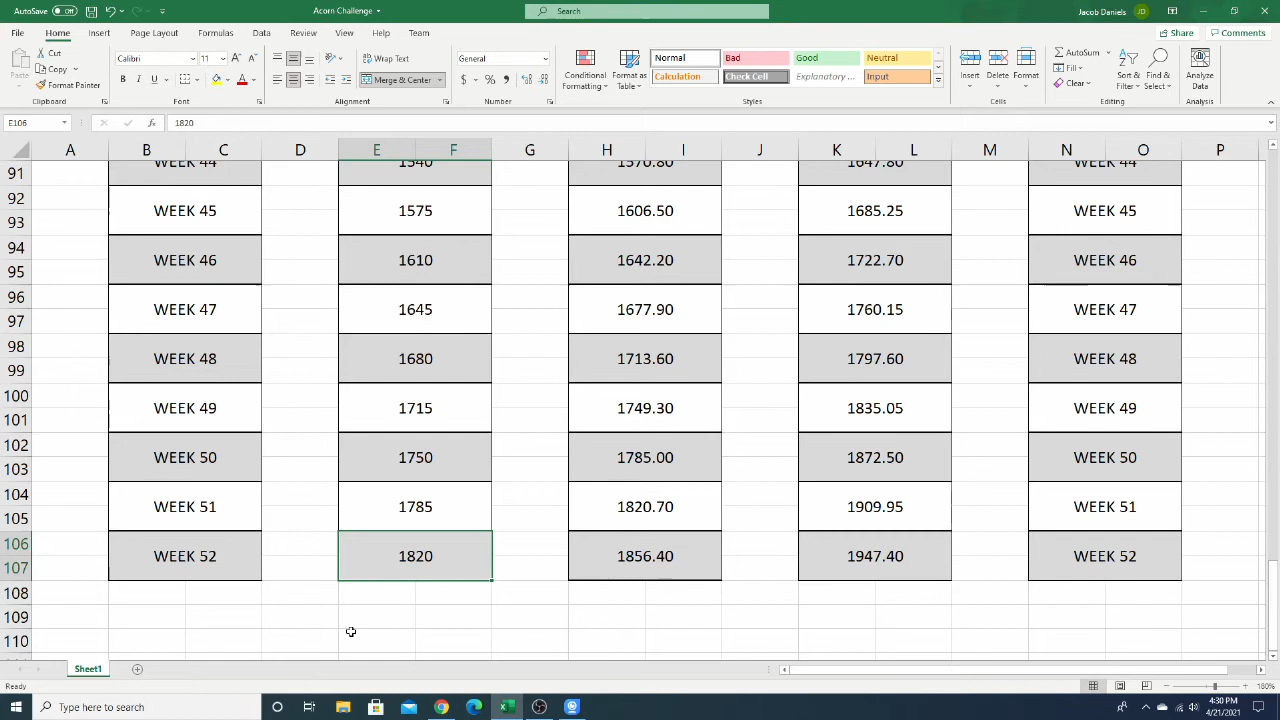 AutoSave Off Acorn Challenge Search Jacob Daniels JD
File Home Insert Page Layout Formulas Data Review View Help Team Share Comments
Paste Cut Copy Format Painter Clipboard
Calibri 11 A A B I U A Font
Wrap Text Merge & Center Alignment
General $ % , Number
Conditional Formatting Format as Table Normal Bad Good Neutral Calculation Check Cell Explanatory ... Input Styles
Insert Delete Format Cells
AutoSum Fill Clear Sort & Filter Find & Select Editing
Analyze Data Analysis
E106 fx 1820
A B C D E F G H I J K L M N O P
91 WEEK 44 1540 1570.80 1647.80 WEEK 44
92
93 WEEK 45 1575 1606.50 1685.25 WEEK 45
94
95 WEEK 46 1610 1642.20 1722.70 WEEK 46
96
97 WEEK 47 1645 1677.90 1760.15 WEEK 47
98
99 WEEK 48 1680 1713.60 1797.60 WEEK 48
100
101 WEEK 49 1715 1749.30 1835.05 WEEK 49
102
103 WEEK 50 1750 1785.00 1872.50 WEEK 50
104
105 WEEK 51 1785 1820.70 1909.95 WEEK 51
106
107 WEEK 52 1820 1856.40 1947.40 WEEK 52
108
109
110
Sheet1
Ready 180%
Type here to search 4:30 PM
4/21/2021